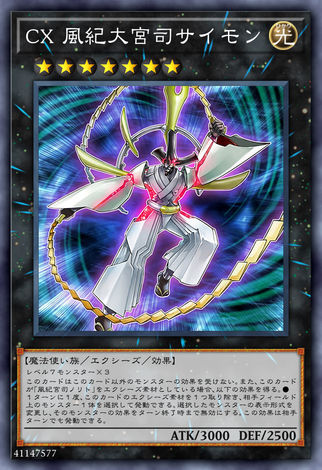 CX 風紀大宮司サイモン 光
【魔法使い族／エクシーズ／効果】
レベル７モンスター×３
このカードはこのカード以外のモンスターの効果を受けない。また、このカード
が「風紀宮司ノリト」をエクシーズ素材としている場合、以下の効果を得る。●
１ターンに１度、このカードのエクシーズ素材を１つ取り除き、相手フィールド
上のモンスター１体を選択して発動できる。選択したモンスターの表示形式を
変更し、そのモンスターの効果をターン終了時まで無効にする。この効果は相手
ターンでも発動できる。
ATK/3000 DEF/2500
41147577